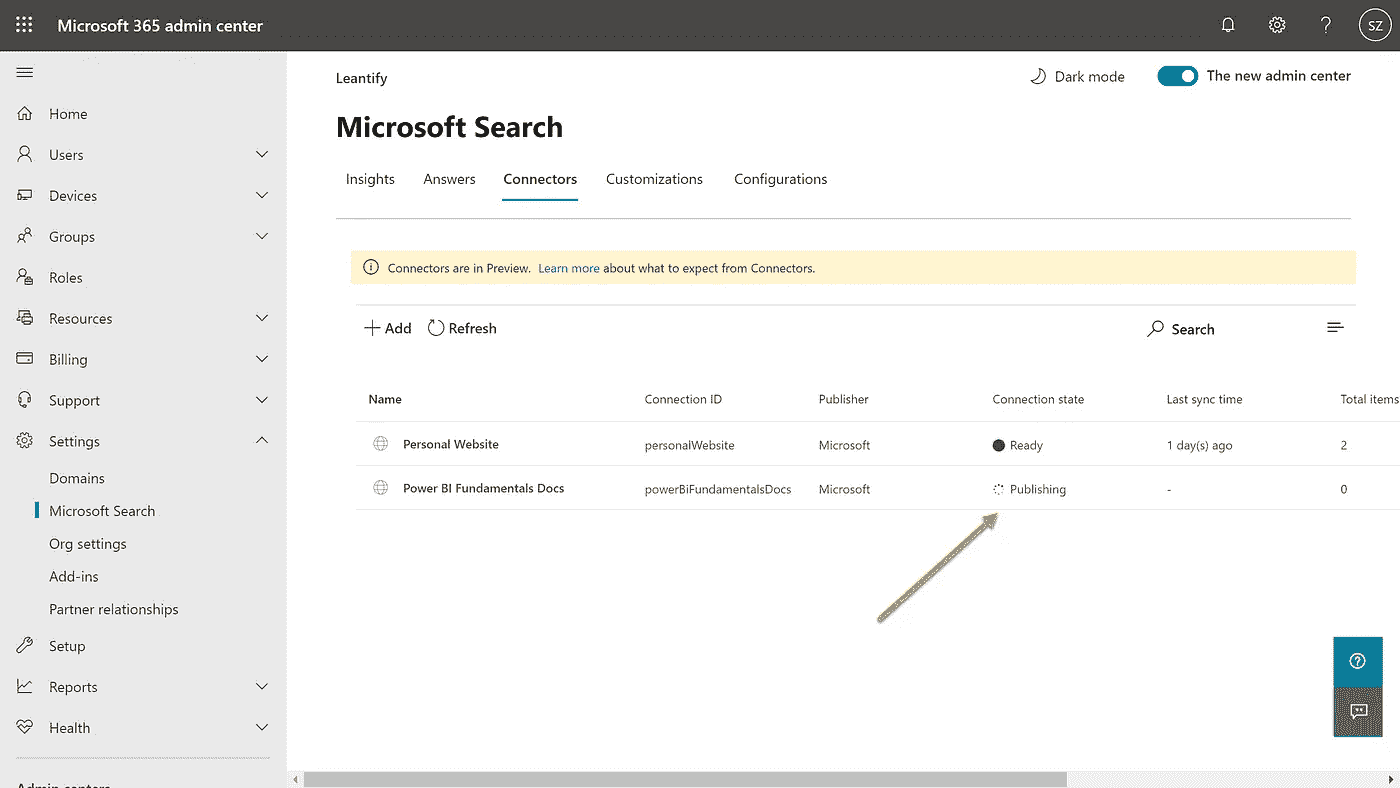 Microsoft 365 admin center
SZ
Home
Users
Devices
Groups
Roles
Resources
Billing
Support
Settings
Domains
Microsoft Search
Org settings
Add-ins
Partner relationships
Setup
Reports
Health
Admin centers
Leantify
Dark mode
The new admin center
Microsoft Search
Insights Answers Connectors Customizations Configurations
Connectors are in Preview. Learn more about what to expect from Connectors.
Add Refresh Search
Name Connection ID Publisher Connection state Last sync time Total items
Personal Website personalWebsite Microsoft Ready 1 day(s) ago 2
Power BI Fundamentals Docs powerBiFundamentalsDocs Microsoft Publishing - 0